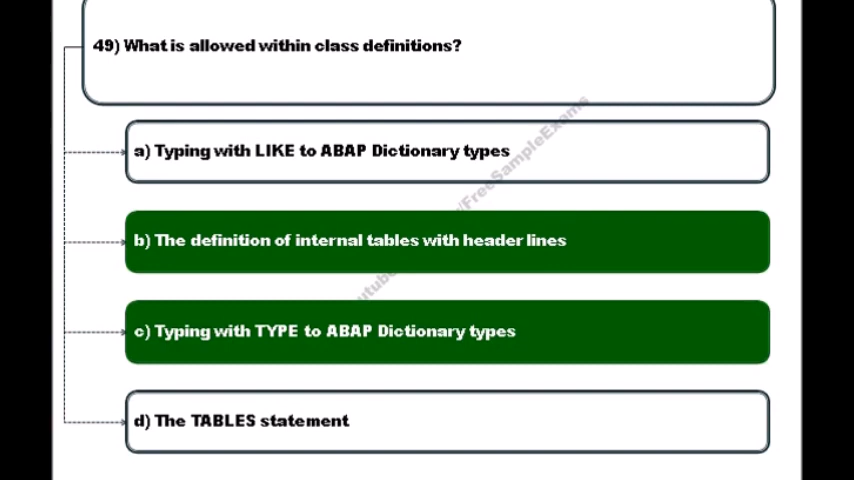 49) What is allowed within class definitions?
a) Typing with LIKE to ABAP Dictionary types
b) The definition of internal tables with header lines
c) Typing with TYPE to ABAP Dictionary types
d) The TABLES statement
/FreeSampleExams